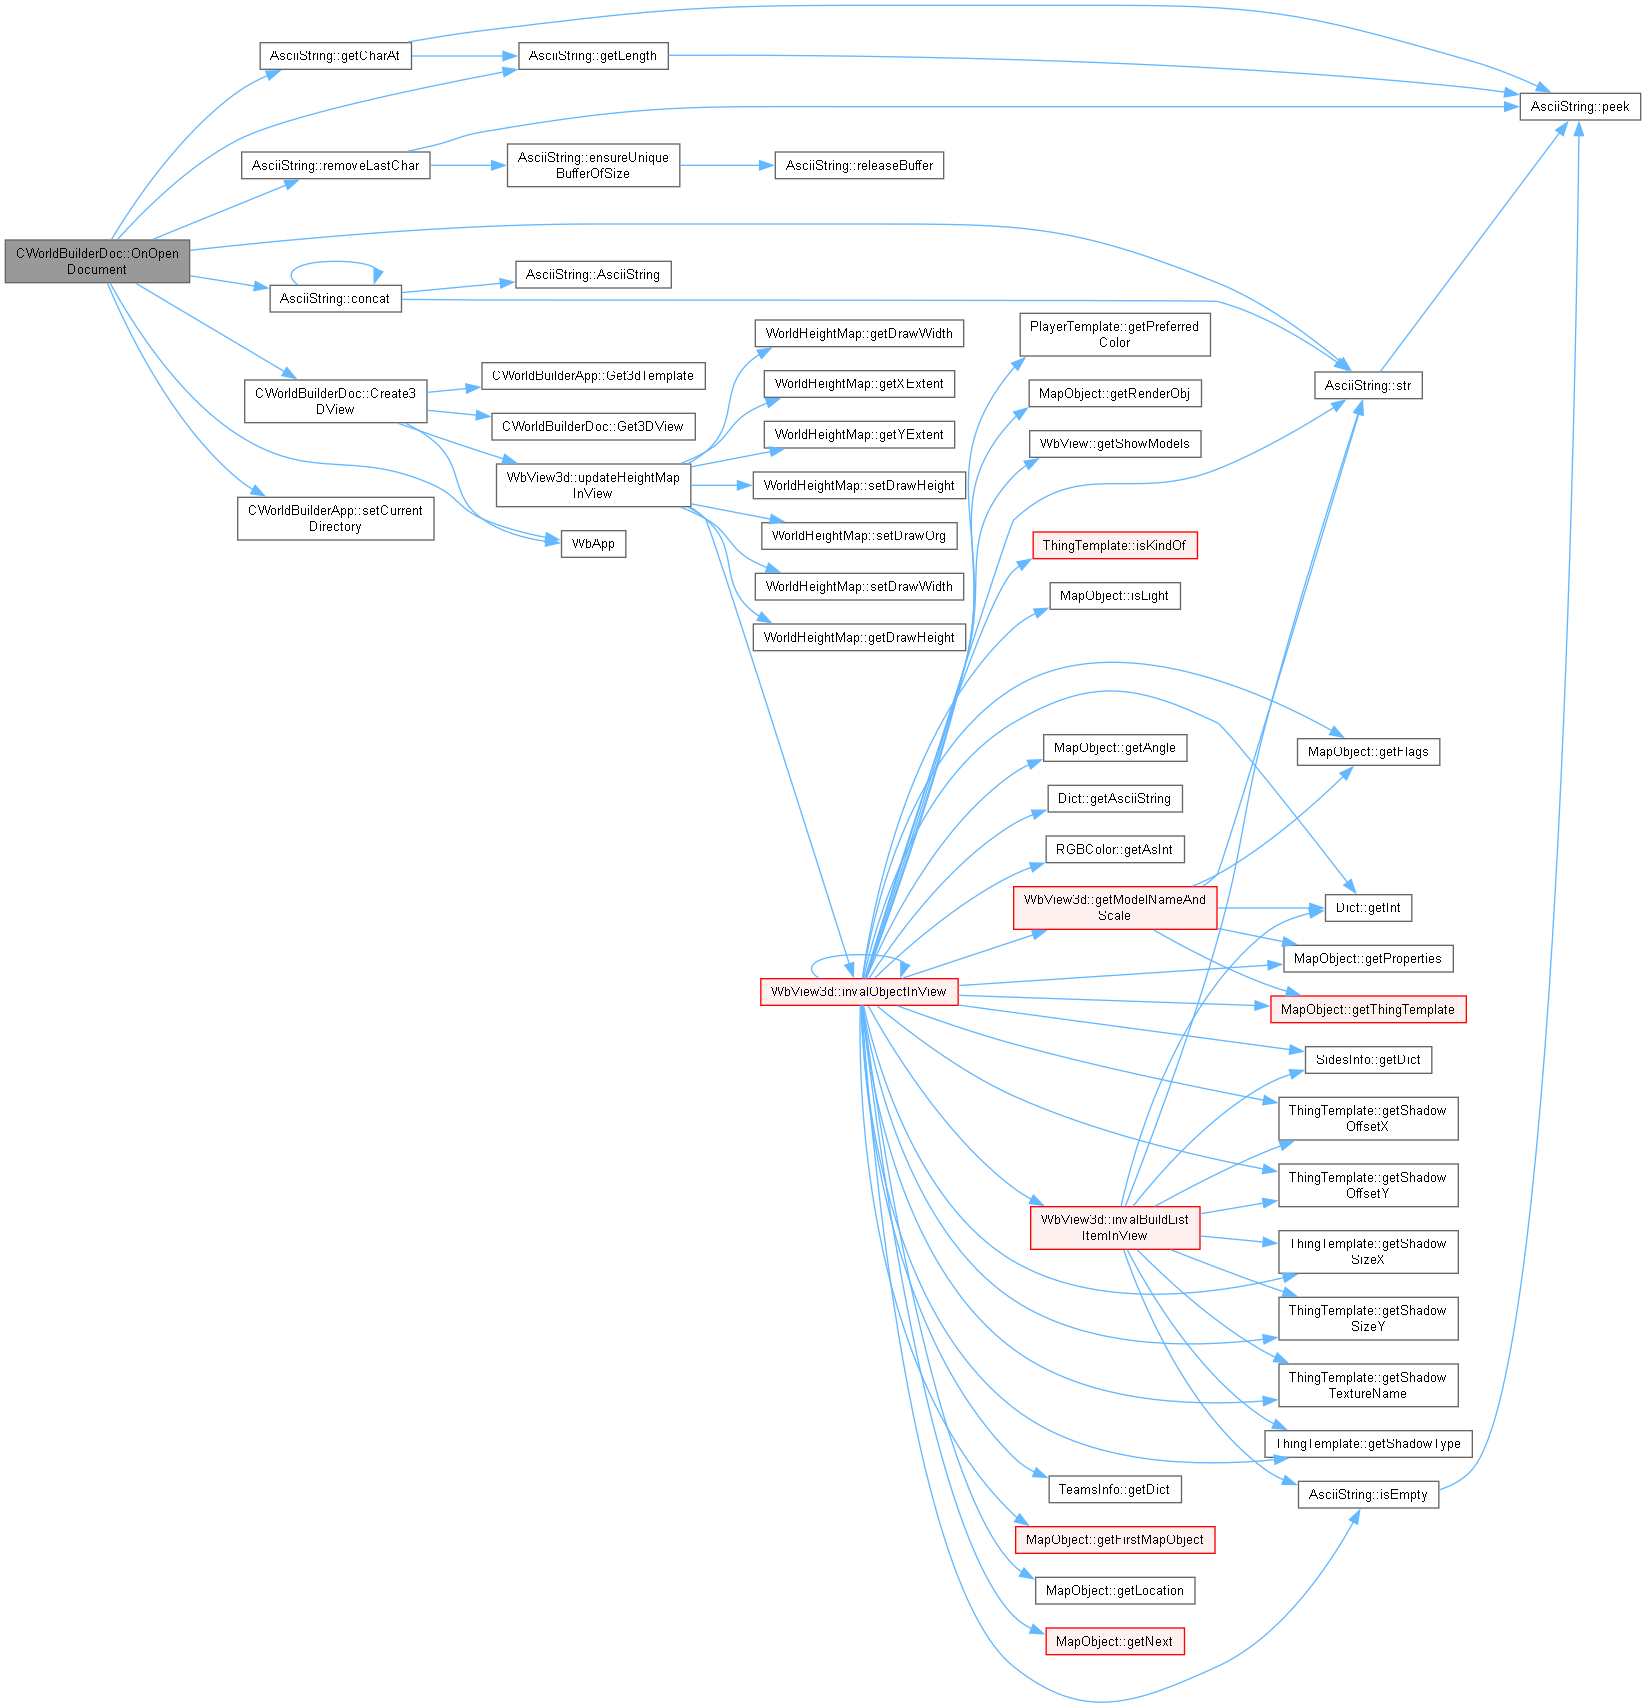 AsciiString::getCharAt
AsciiString::getLength
AsciiString::peek
AsciiString::removeLastChar
AsciiString::ensureUnique
BufferOfSize
AsciiString::releaseBuffer
CWorldBuilderDoc::OnOpen
Document
AsciiString::concat
AsciiString::AsciiString
WorldHeightMap::getDrawWidth
PlayerTemplate::getPreferred
Color
CWorldBuilderApp::Get3dTemplate
WorldHeightMap::getXExtent
MapObject::getRenderObj
AsciiString::str
CWorldBuilderDoc::Create3
DView
CWorldBuilderDoc::Get3DView
WorldHeightMap::getYExtent
WbView::getShowModels
WbView3d::updateHeightMap
InView
WorldHeightMap::setDrawHeight
CWorldBuilderApp::setCurrent
Directory
WbApp
WorldHeightMap::setDrawOrg
ThingTemplate::isKindOf
WorldHeightMap::setDrawWidth
MapObject::isLight
WorldHeightMap::getDrawHeight
MapObject::getAngle
MapObject::getFlags
Dict::getAsciiString
RGBColor::getAsInt
WbView3d::getModelNameAnd
Scale
Dict::getInt
MapObject::getProperties
WbView3d::invalObjectInView
MapObject::getThingTemplate
SidesInfo::getDict
ThingTemplate::getShadow
OffsetX
ThingTemplate::getShadow
OffsetY
WbView3d::invalBuildList
ItemInView
ThingTemplate::getShadow
SizeX
ThingTemplate::getShadow
SizeY
ThingTemplate::getShadow
TextureName
ThingTemplate::getShadowType
TeamsInfo::getDict
AsciiString::isEmpty
MapObject::getFirstMapObject
MapObject::getLocation
MapObject::getNext